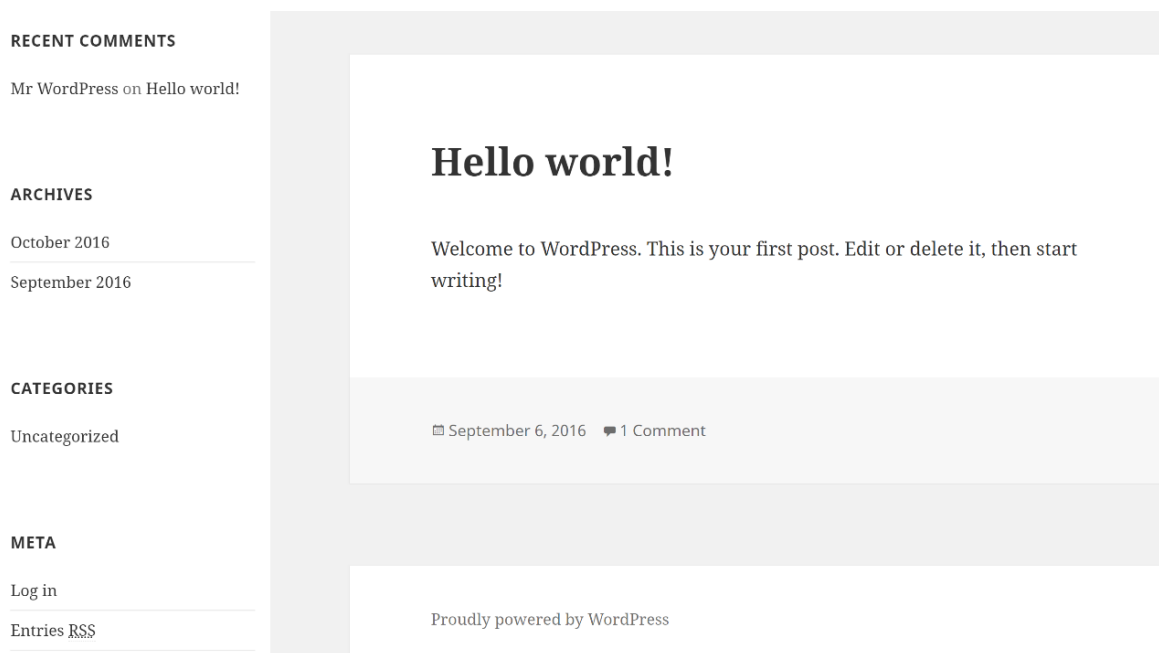 RECENT COMMENTS
Mr WordPress on Hello world!
ARCHIVES
October 2016
September 2016
CATEGORIES
Uncategorized
META
Log in
Entries RSS
Hello world!
Welcome to WordPress. This is your first post. Edit or delete it, then start
writing!
September 6, 2016 1 Comment
Proudly powered by WordPress